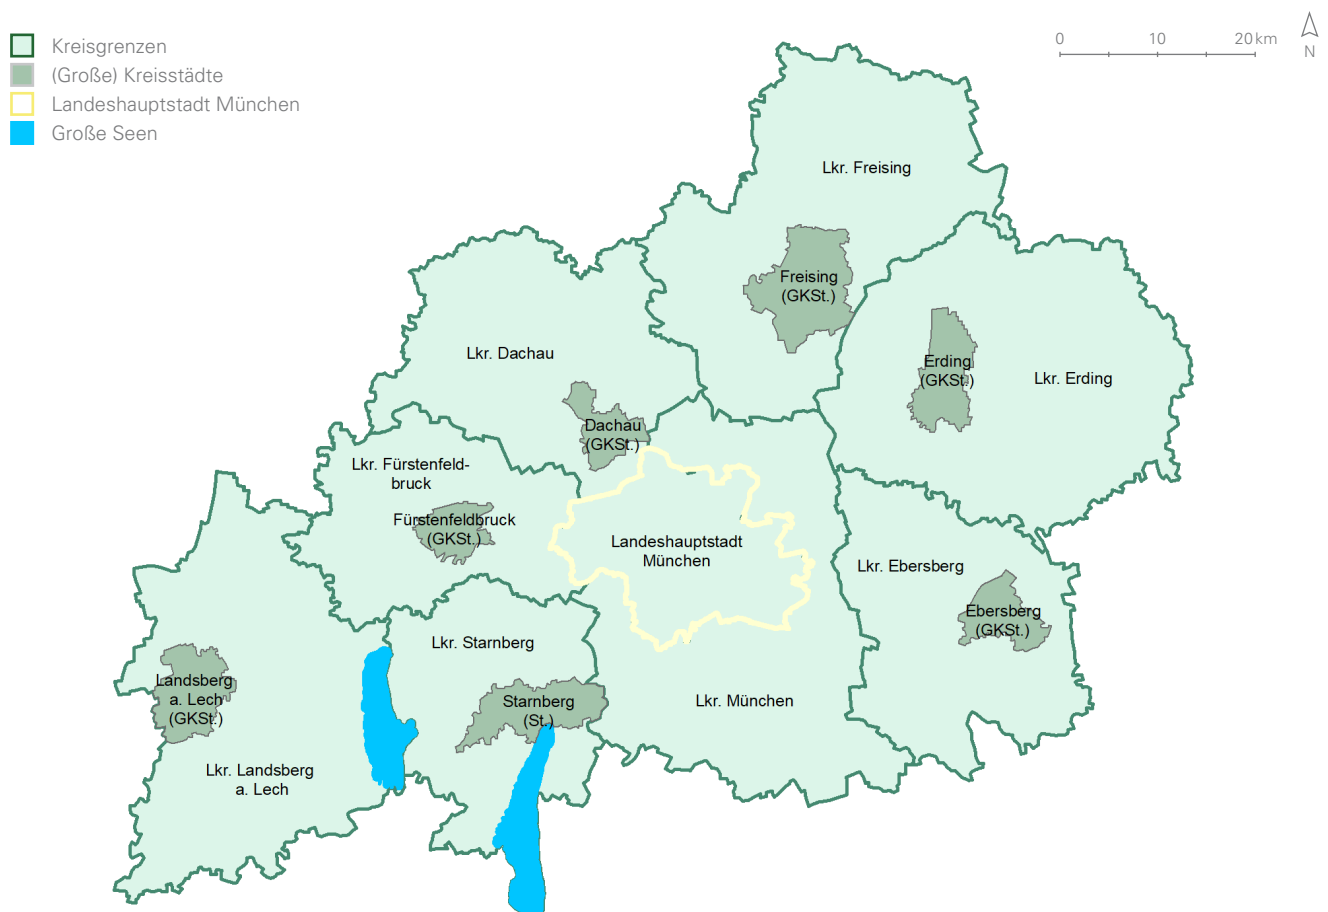 Kreisgrenzen
(Große) Kreisstädte
Landeshauptstadt München
Große Seen
0 10 20 km
N
Lkr. Freising
Freising
(GKSt.)
Lkr. Dachau
Erding
(GKSt.)
Lkr. Erding
Dachau
(GKSt.)
Lkr. Fürstenfeld-
bruck
Fürstenfeldbruck
(GKSt.)
Landeshauptstadt
München
Lkr. Ebersberg
Ebersberg
(GKSt.)
Lkr. Starnberg
Landsberg
a. Lech
(GKSt.)
Starnberg
(St.)
Lkr. München
Lkr. Landsberg
a. Lech